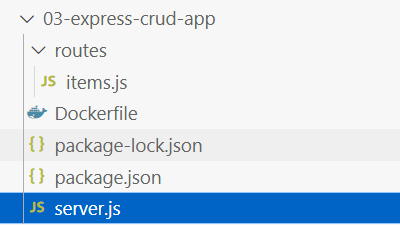 03-express-crud-app
routes
JS items.js
Dockerfile
{} package-lock.json
{} package.json
JS server.js